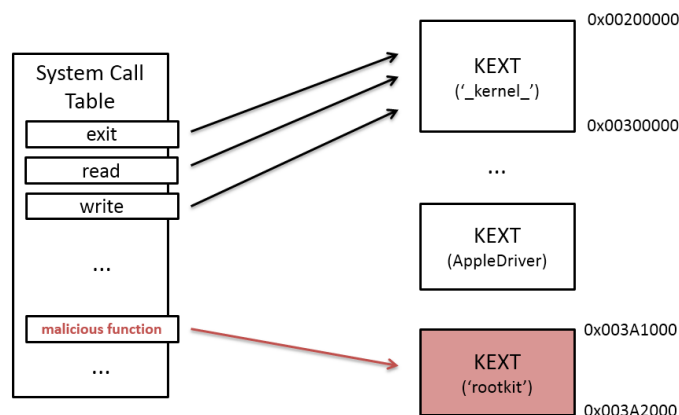 System Call
Table
exit
read
write
...
malicious function
...
0x00200000
KEXT
(‘_kernel_’)
0x00300000
...
KEXT
(AppleDriver)
0x003A1000
KEXT
(‘rootkit’)
0x003A2000